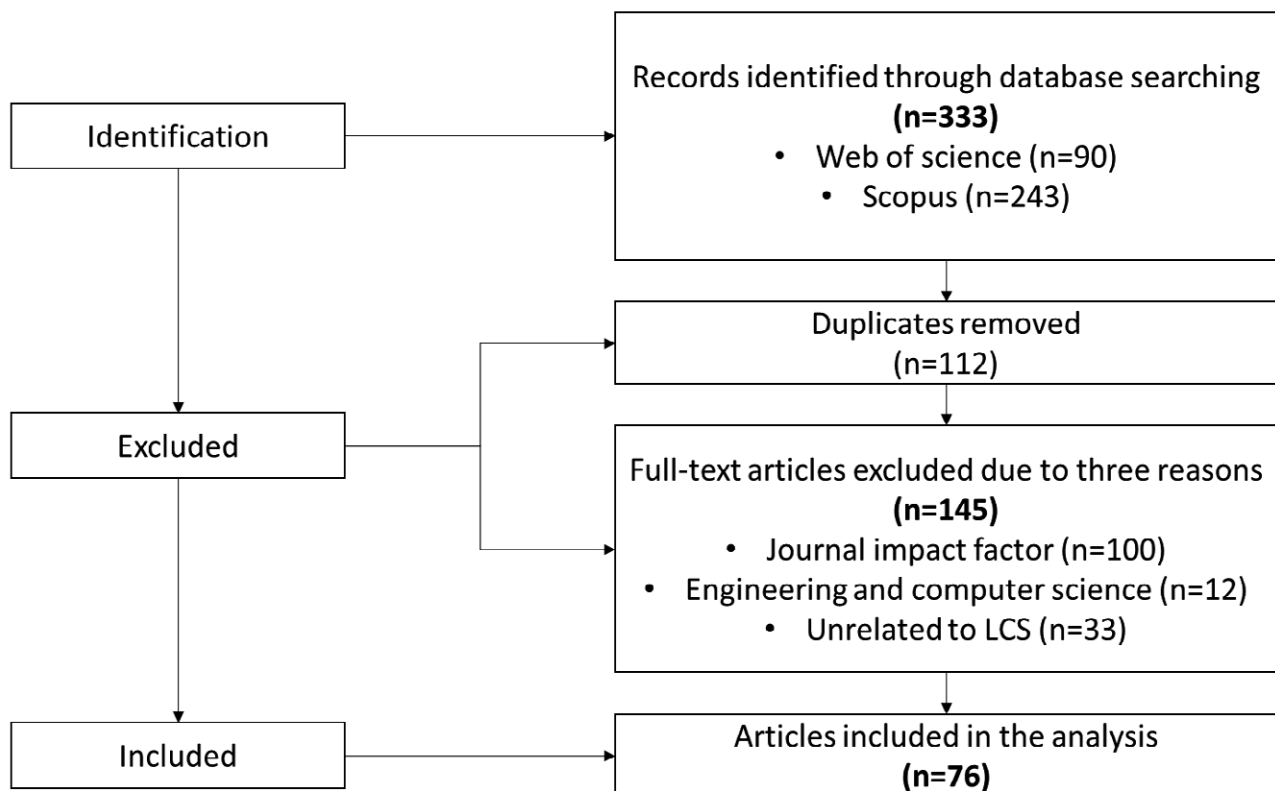 Identification
Records identified through database searching
(n=333)
• Web of science (n=90)
• Scopus (n=243)
Duplicates removed
(n=112)
Excluded
Full-text articles excluded due to three reasons
(n=145)
• Journal impact factor (n=100)
• Engineering and computer science (n=12)
• Unrelated to LCS (n=33)
Included
Articles included in the analysis
(n=76)